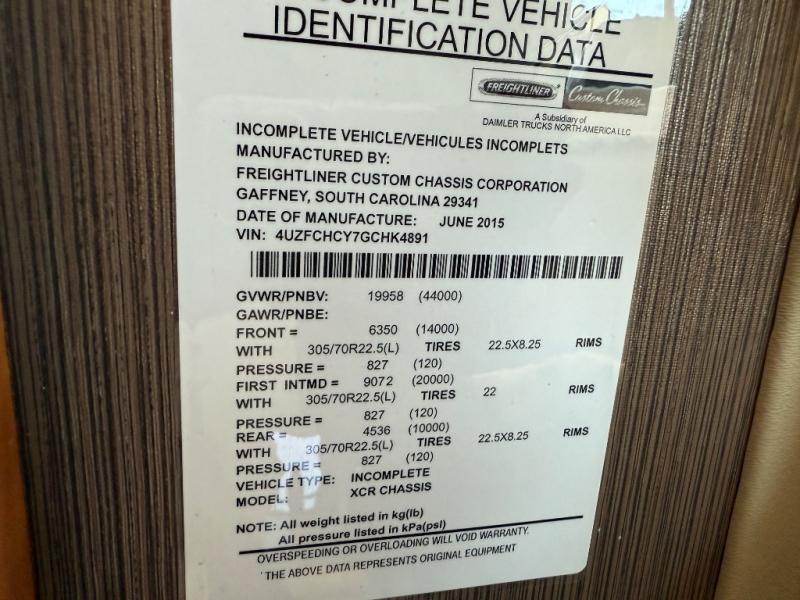 INCOMPLETE VEHICLE
IDENTIFICATION DATA
FREIGHTLINER Custom Chassis
A Subsidiary of
DAIMLER TRUCKS NORTH AMERICA LLC
INCOMPLETE VEHICLE/VEHICULES INCOMPLETS
MANUFACTURED BY:
FREIGHTLINER CUSTOM CHASSIS CORPORATION
GAFFNEY, SOUTH CAROLINA 29341
DATE OF MANUFACTURE: JUNE 2015
VIN: 4UZFCHCY7GCHK4891
GVWR/PNBV: 19958 (44000)
GAWR/PNBE:
FRONT = 6350 (14000)
WITH 305/70R22.5(L) TIRES 22.5X8.25 RIMS
PRESSURE = 827 (120)
FIRST INTMD = 9072 (20000)
WITH 305/70R22.5(L) TIRES 22 RIMS
PRESSURE = 827 (120)
REAR = 4536 (10000)
WITH 305/70R22.5(L) TIRES 22.5X8.25 RIMS
PRESSURE = 827 (120)
VEHICLE TYPE: INCOMPLETE
MODEL: XCR CHASSIS
NOTE: All weight listed in kg(lb)
All pressure listed in kPa(psi)
OVERSPEEDING OR OVERLOADING WILL VOID WARRANTY.
'THE ABOVE DATA REPRESENTS ORIGINAL EQUIPMENT